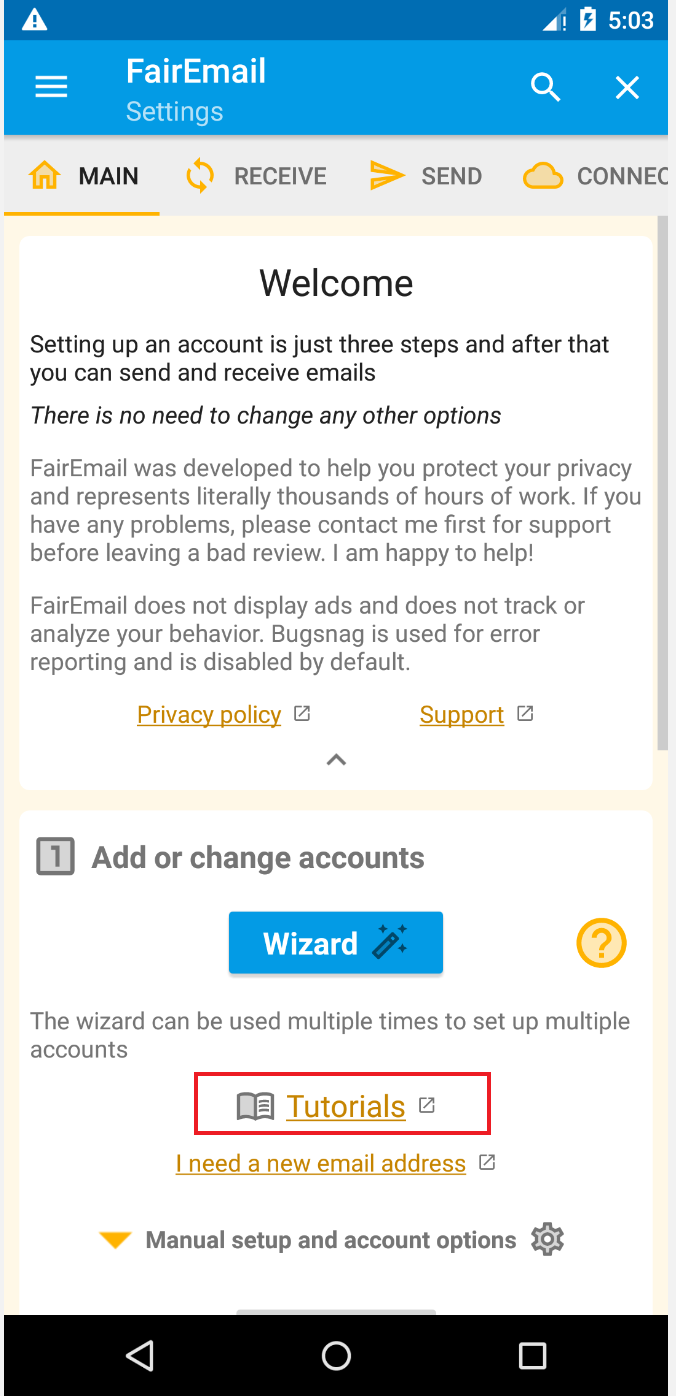 5:03
FairEmail
Settings
MAIN RECEIVE SEND CONNEC
Welcome
Setting up an account is just three steps and after that
you can send and receive emails
There is no need to change any other options
FairEmail was developed to help you protect your privacy
and represents literally thousands of hours of work. If you
have any problems, please contact me first for support
before leaving a bad review. I am happy to help!
FairEmail does not display ads and does not track or
analyze your behavior. Bugsnag is used for error
reporting and is disabled by default.
Privacy policy Support
1 Add or change accounts
Wizard ?
The wizard can be used multiple times to set up multiple
accounts
Tutorials
I need a new email address
Manual setup and account options